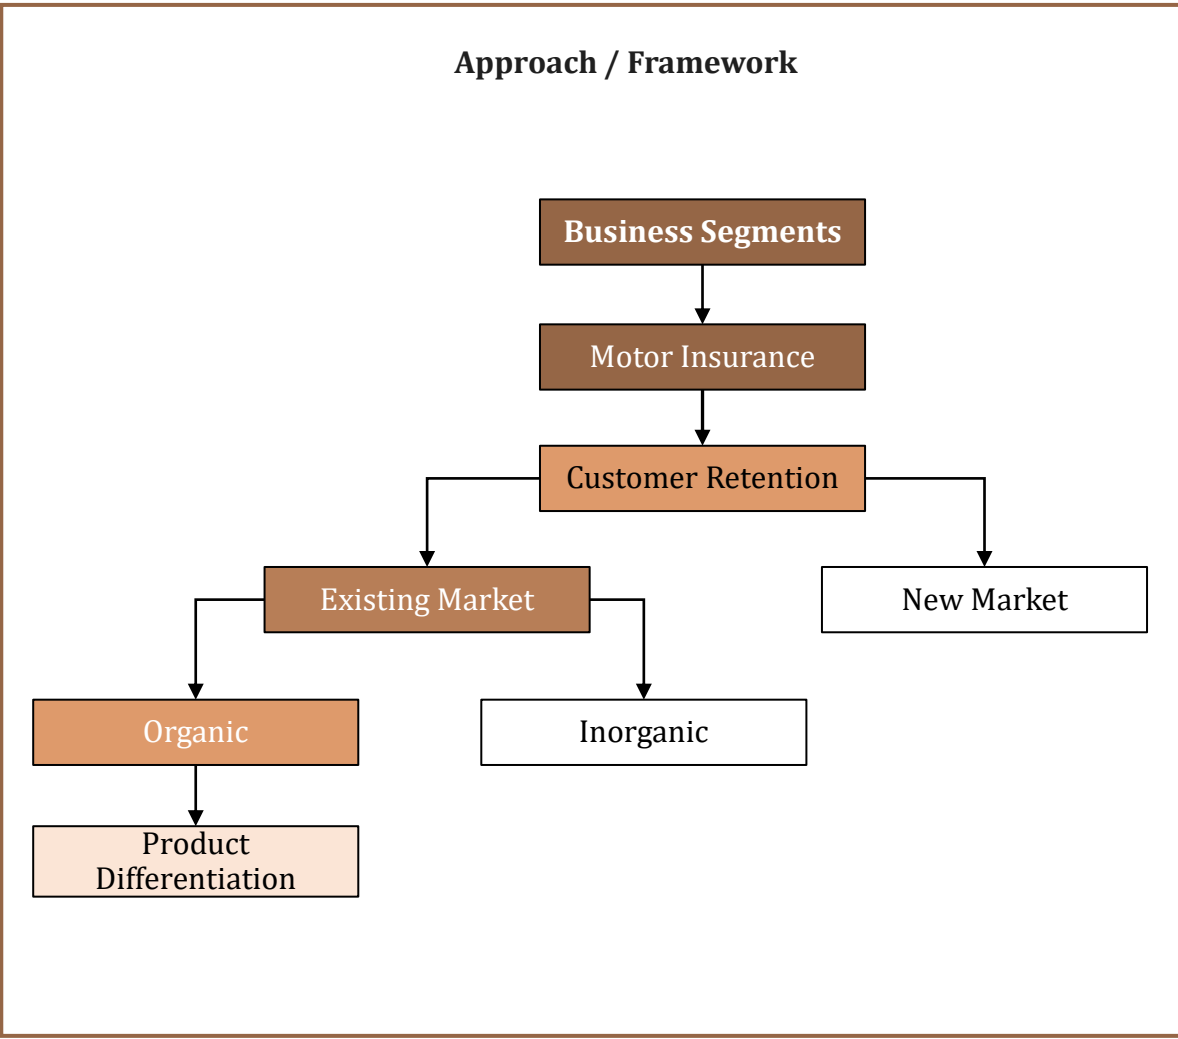 Approach / Framework
Business Segments
Motor Insurance
Customer Retention
Existing Market
New Market
Organic
Inorganic
Product
Differentiation